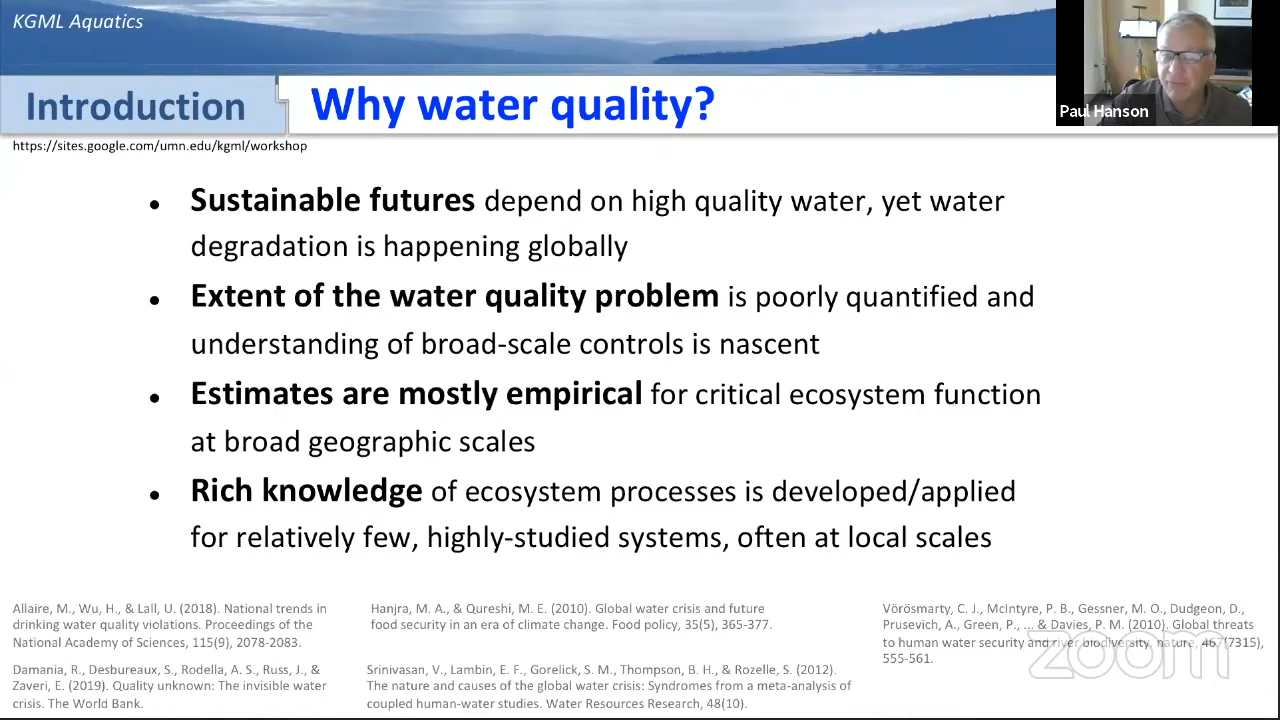 KGML Aquatics
Paul Hanson
Introduction
Why water quality?
https://sites.google.com/umn.edu/kgml/workshop
• Sustainable futures depend on high quality water, yet water
degradation is happening globally
• Extent of the water quality problem is poorly quantified and
understanding of broad-scale controls is nascent
• Estimates are mostly empirical for critical ecosystem function
at broad geographic scales
• Rich knowledge of ecosystem processes is developed/applied
for relatively few, highly-studied systems, often at local scales
Allaire, M., Wu, H., & Lall, U. (2018). National trends in
drinking water quality violations. Proceedings of the
National Academy of Sciences, 115(9), 2078-2083.
Damania, R., Desbureaux, S., Rodella, A. S., Russ, J., &
Zaveri, E. (2019). Quality unknown: The invisible water
crisis. The World Bank.
Hanjra, M. A., & Qureshi, M. E. (2010). Global water crisis and future
food security in an era of climate change. Food policy, 35(5), 365-377.
Srinivasan, V., Lambin, E. F., Gorelick, S. M., Thompson, B. H., & Rozelle, S. (2012).
The nature and causes of the global water crisis: Syndromes from a meta-analysis of
coupled human-water studies. Water Resources Research, 48(10).
Vörösmarty, C. J., McIntyre, P. B., Gessner, M. O., Dudgeon, D.,
Prusevich, A., Green, P., ... & Davies, P. M. (2010). Global threats
to human water security and river biodiversity. nature, 467(7315),
555-561.
zoom